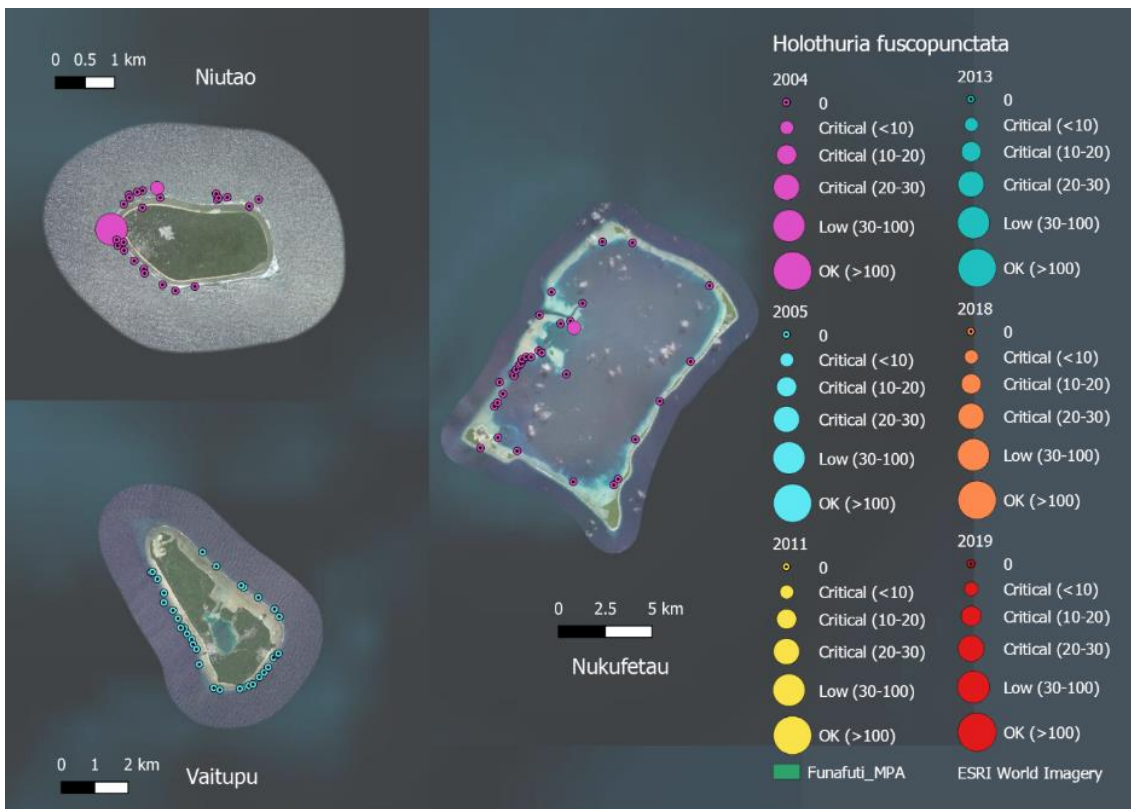 0 0.5 1 km
Niutao
0 1 2 km
Vaitupu
0 2.5 5 km
Nukufetau
Holothuria fuscopunctata
2004
0
Critical (<10)
Critical (10-20)
Critical (20-30)
Low (30-100)
OK (>100)
2005
0
Critical (<10)
Critical (10-20)
Critical (20-30)
Low (30-100)
OK (>100)
2011
0
Critical (<10)
Critical (10-20)
Critical (20-30)
Low (30-100)
OK (>100)
Funafuti_MPA
2013
0
Critical (<10)
Critical (10-20)
Critical (20-30)
Low (30-100)
OK (>100)
2018
0
Critical (<10)
Critical (10-20)
Critical (20-30)
Low (30-100)
OK (>100)
2019
0
Critical (<10)
Critical (10-20)
Critical (20-30)
Low (30-100)
OK (>100)
ESRI World Imagery